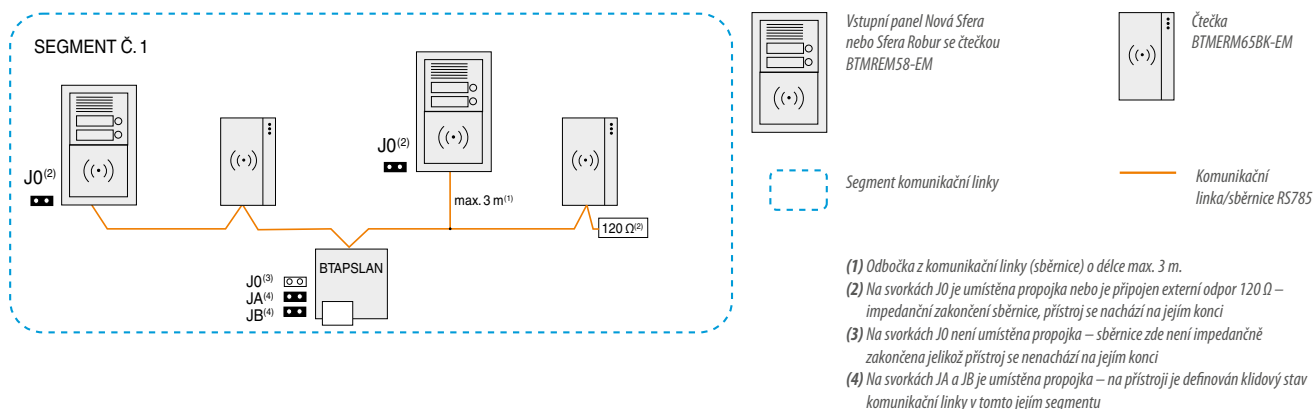 SEGMENT Č. 1
J0(2)
J0(2)
max. 3 m(1)
120 Ω(2)
BTAPSLAN
J0(3)
JA(4)
JB(4)
Vstupní panel Nová Sfera
nebo Sfera Robur se čtečkou
BTMREM58-EM
Čtečka
BTMERM65BK-EM
Segment komunikační linky
Komunikační
linka/sběrnice RS785
(1) Odbočka z komunikační linky (sběrnice) o délce max. 3 m.
(2) Na svorkách J0 je umístěna propojka nebo je připojen externí odpor 120 Ω –
impedanční zakončení sběrnice, přístroj se nachází na jejím konci
(3) Na svorkách J0 není umístěna propojka – sběrnice zde není impedančně
zakončena jelikož přístroj se nenachází na jejím konci
(4) Na svorkách JA a JB je umístěna propojka – na přístroji je definován klidový stav
komunikační linky v tomto jejím segmentu